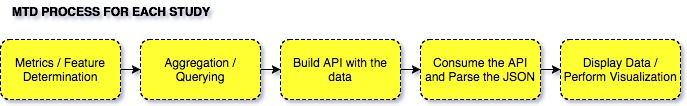 MTD PROCESS FOR EACH STUDY
Metrics / Feature
Determination
Aggregation /
Querying
Build API with the
data
Consume the API
and Parse the JSON
Display Data /
Perform Visualization